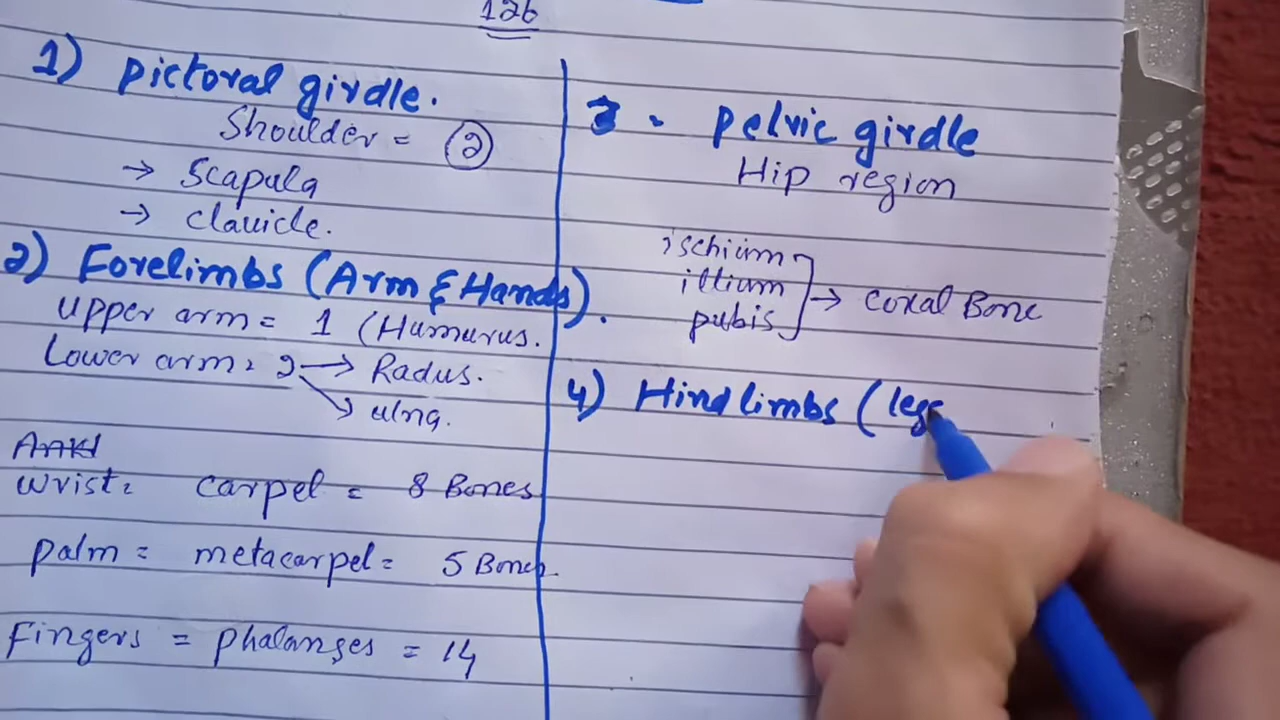 126
1) Pictoral girdle.
Shoulder = 2
→ Scapula
→ Clavicle.
2) Forelimbs (Arm & Hands).
Upper arm = 1 (Humurus.
Lower arm = 2 → Radus.
→ ulna.
Wrist = carpel = 8 Bones
palm = metacarpel = 5 Bones
Fingers = phalanges = 14
3. Pelvic girdle
Hip region
ischium
illium
pubis
→ coxal Bone
4) Hind limbs (legs